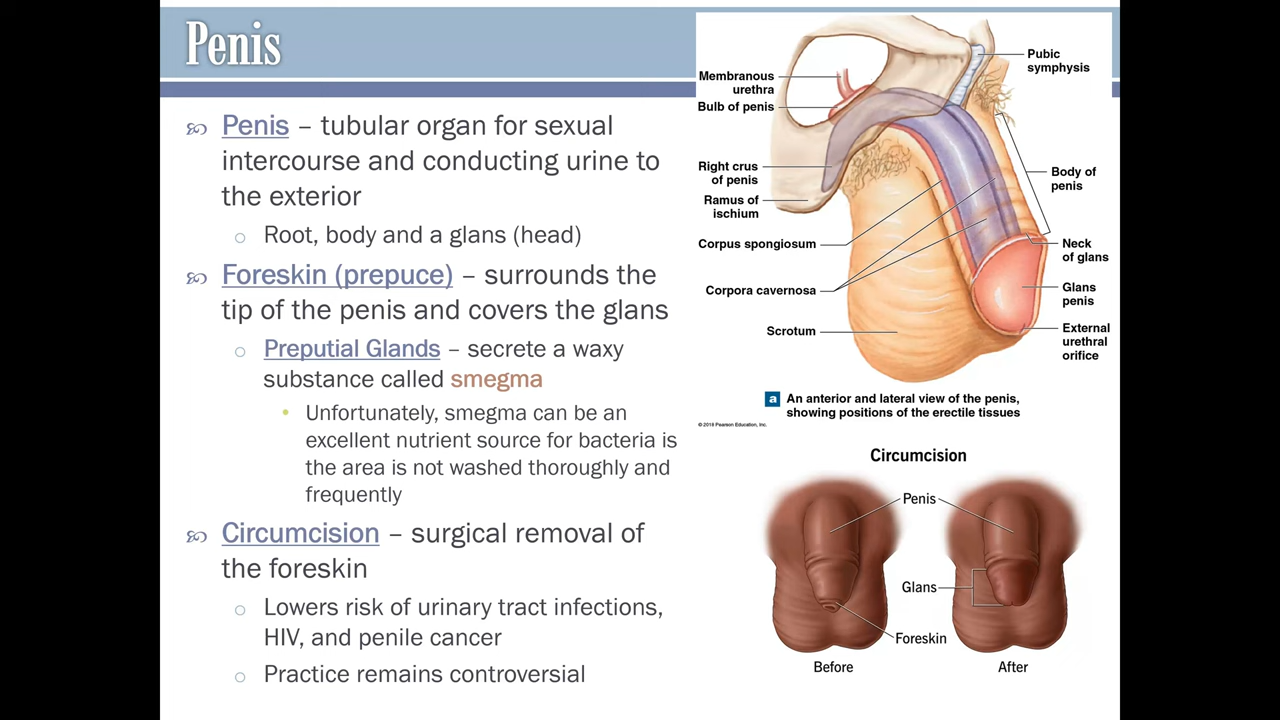 Penis
Penis – tubular organ for sexual
intercourse and conducting urine to
the exterior
Root, body and a glans (head)
Foreskin (prepuce) – surrounds the
tip of the penis and covers the glans
Preputial Glands – secrete a waxy
substance called smegma
Unfortunately, smegma can be an
excellent nutrient source for bacteria is
the area is not washed thoroughly and
frequently
Circumcision – surgical removal of
the foreskin
Lowers risk of urinary tract infections,
HIV, and penile cancer
Practice remains controversial
Pubic
symphysis
Membranous
urethra
Bulb of penis
Right crus
of penis
Body of
penis
Ramus of
ischium
Corpus spongiosum
Neck
of glans
Corpora cavernosa
Glans
penis
Scrotum
External
urethral
orifice
a An anterior and lateral view of the penis,
showing positions of the erectile tissues
© 2018 Pearson Education, Inc.
Circumcision
Penis
Glans
Foreskin
Before
After